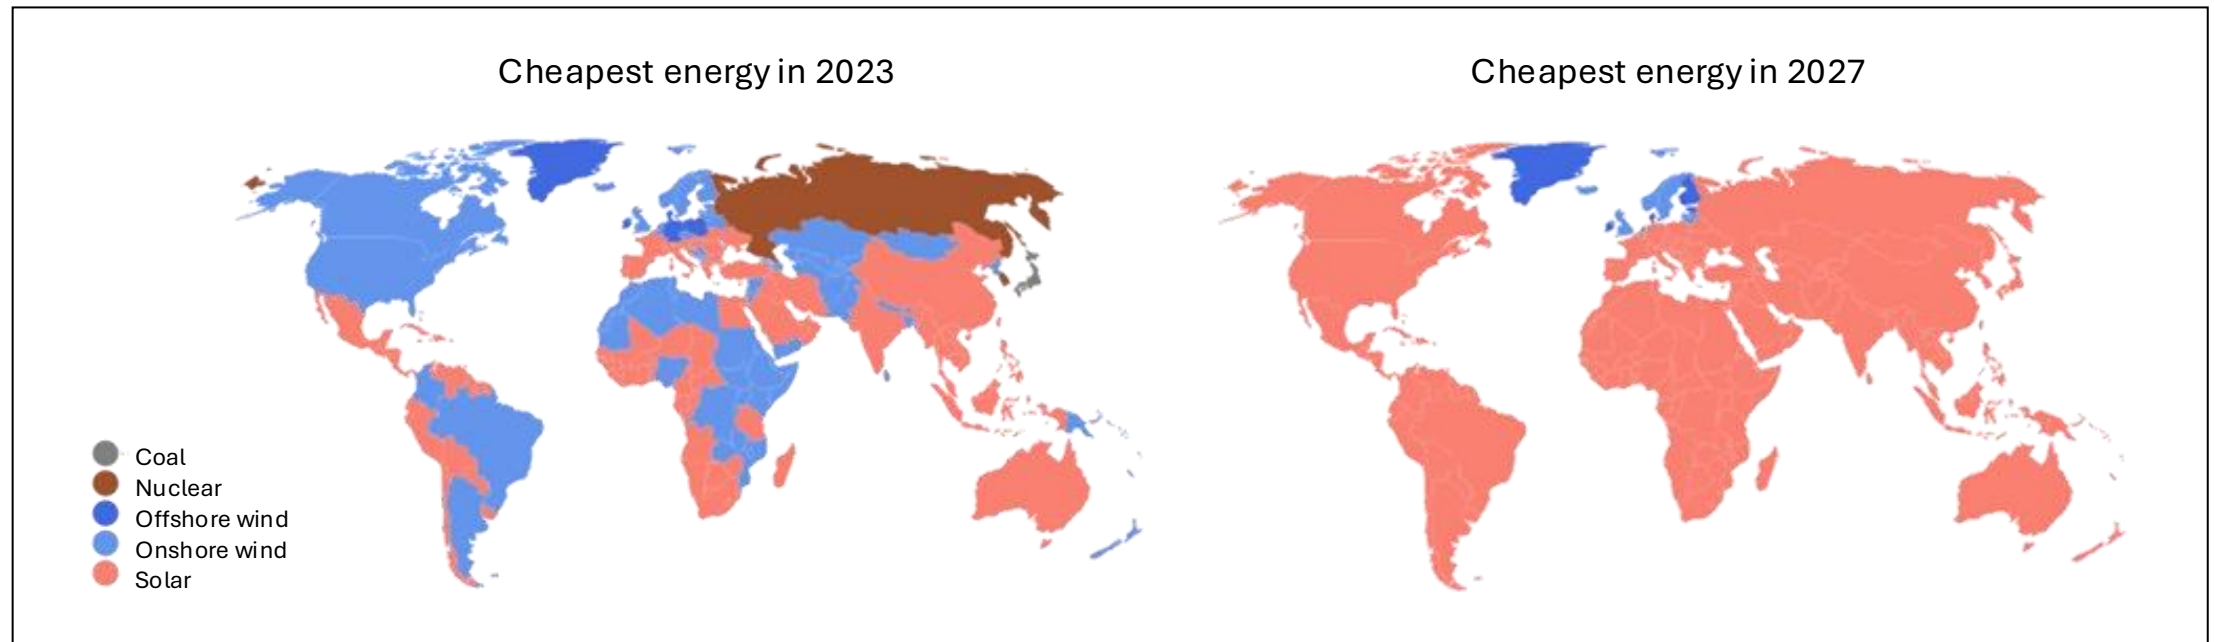 Cheapest energy in 2023
Cheapest energy in 2027
Coal
Nuclear
Offshore wind
Onshore wind
Solar